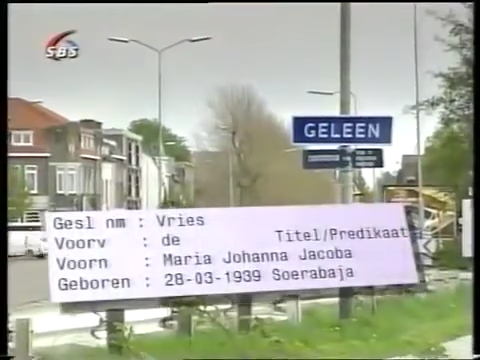 SBS
GELEEN
Gesl nm : Vries
Voorv : de Titel/Predikaat
Voorn : Maria Johanna Jacoba
Geboren : 28-03-1939 Soerabaja